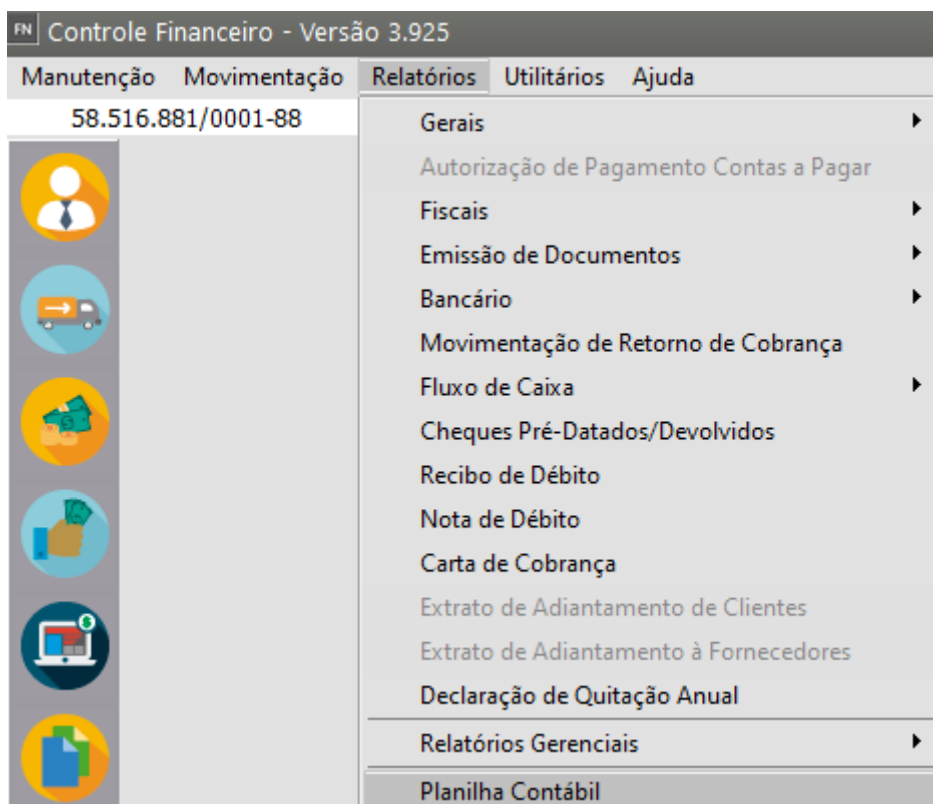 FN Controle Financeiro - Versão 3.925
Manutenção Movimentação Relatórios Utilitários Ajuda
58.516.881/0001-88
Gerais
Autorização de Pagamento Contas a Pagar
Fiscais
Emissão de Documentos
Bancário
Movimentação de Retorno de Cobrança
Fluxo de Caixa
Cheques Pré-Datados/Devolvidos
Recibo de Débito
Nota de Débito
Carta de Cobrança
Extrato de Adiantamento de Clientes
Extrato de Adiantamento à Fornecedores
Declaração de Quitação Anual
Relatórios Gerenciais
Planilha Contábil